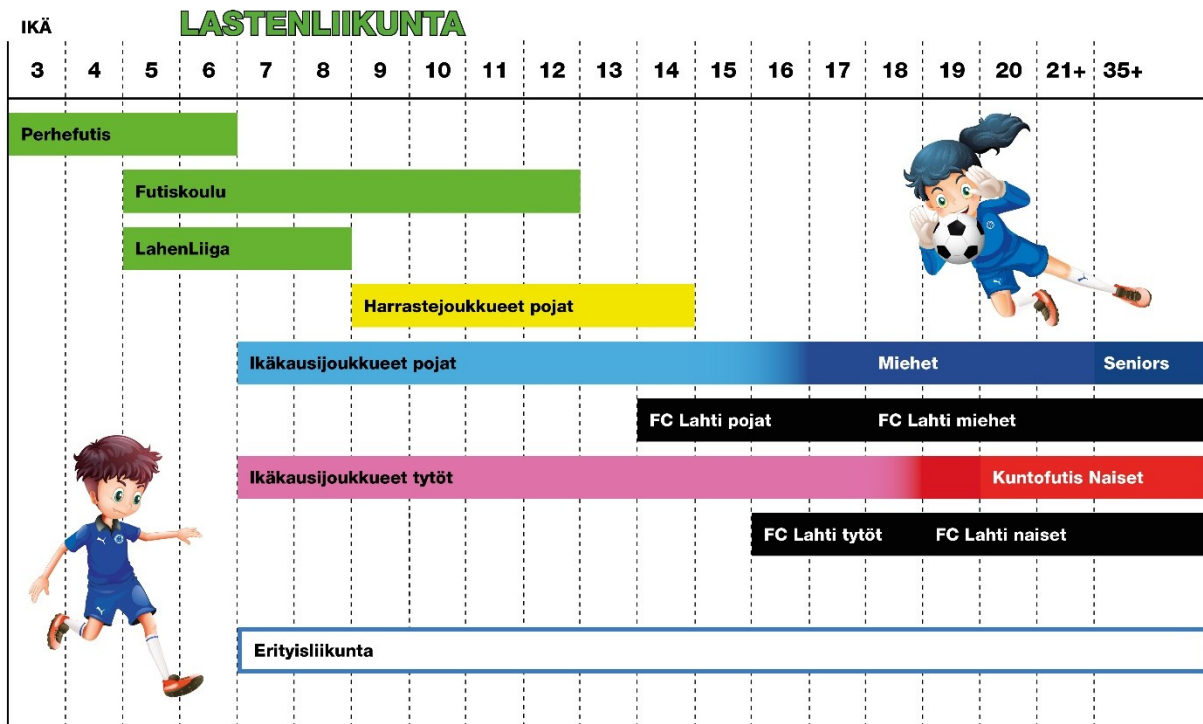 IKÄ
LASTENLIIKUNTA
3 4 5 6 7 8 9 10 11 12 13 14 15 16 17 18 19 20 21+ 35+
Perhefutis
Futiskoulu
LahenLiiga
Harrastejoukkueet pojat
Ikäkausijoukkueet pojat Miehet Seniors
FC Lahti pojat FC Lahti miehet
Ikäkausijoukkueet tytöt Kuntofutis Naiset
FC Lahti tytöt FC Lahti naiset
Erityisliikunta